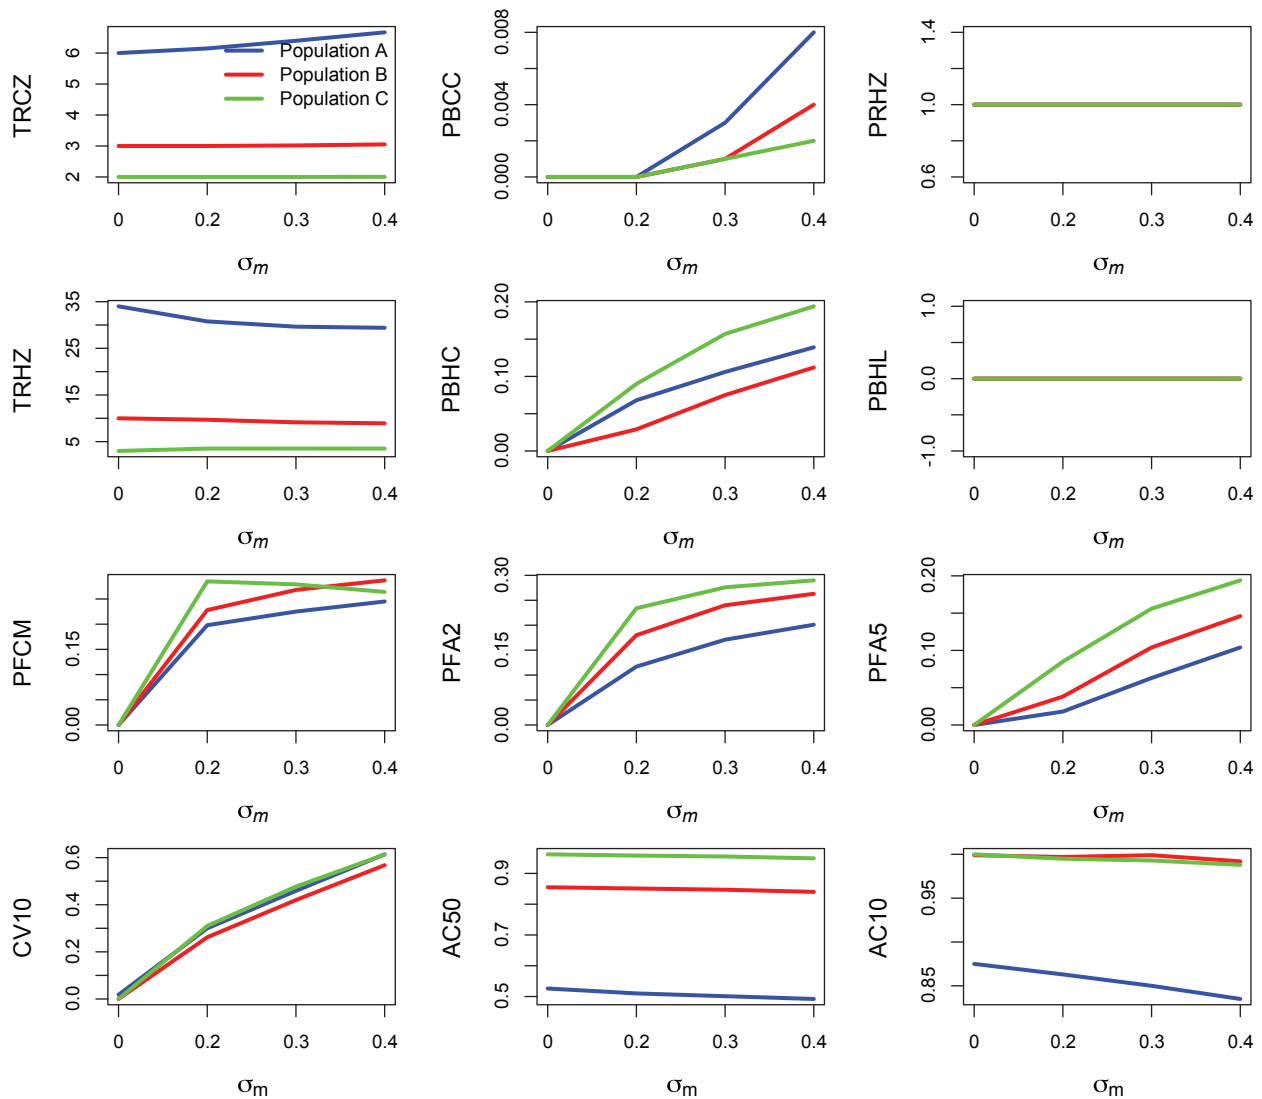 TRCZ
2 3 4 5 6
Population A
Population B
Population C
0 0.2 0.3 0.4
σm
PBCC
0.000 0.004 0.008
0 0.2 0.3 0.4
σm
PRHZ
0.6 1.0 1.4
0 0.2 0.3 0.4
σm
TRHZ
5 15 25 35
0 0.2 0.3 0.4
σm
PBHC
0.00 0.10 0.20
0 0.2 0.3 0.4
σm
PBHL
-1.0 0.0 1.0
0 0.2 0.3 0.4
σm
PFCM
0.00 0.15
0 0.2 0.3 0.4
σm
PFA2
0.00 0.15 0.30
0 0.2 0.3 0.4
σm
PFA5
0.00 0.10 0.20
0 0.2 0.3 0.4
σm
CV10
0.0 0.2 0.4 0.6
0 0.2 0.3 0.4
σm
AC50
0.5 0.7 0.9
0 0.2 0.3 0.4
σm
AC10
0.85 0.95
0 0.2 0.3 0.4
σm